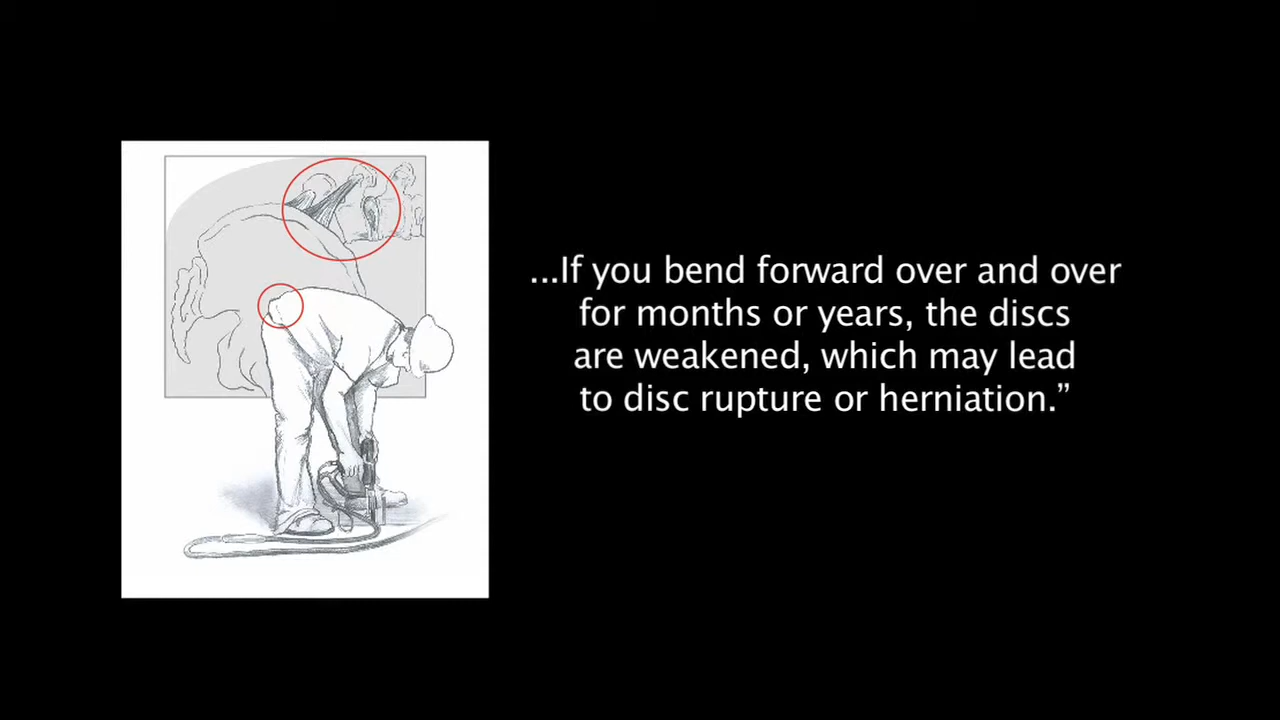 ...If you bend forward over and over
for months or years, the discs
are weakened, which may lead
to disc rupture or herniation.”